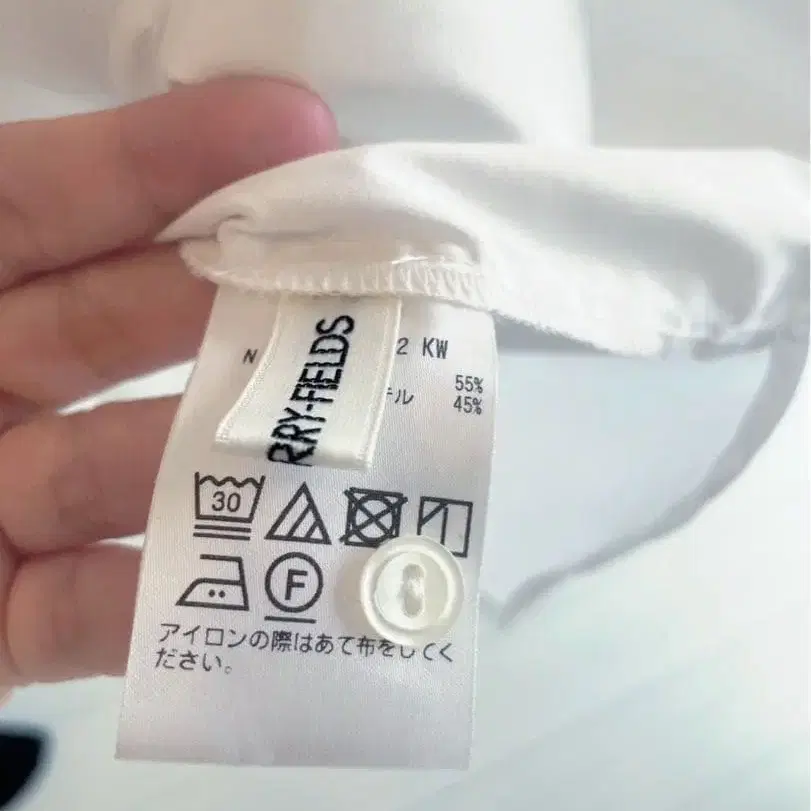 N
2 KW
55%
ル 45%
RRY-FIELDS
30
F
アイロンの際はあて布をしてく
ださい。